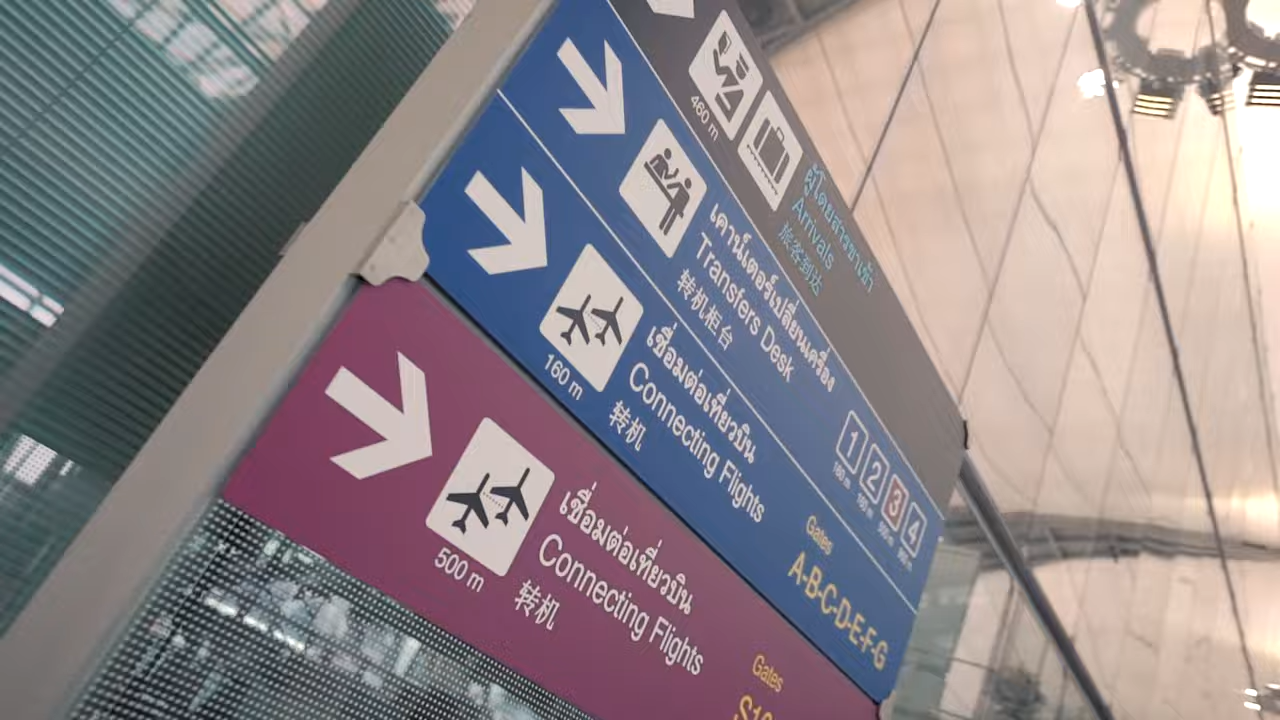 460 m
ผู้โดยสารขาเข้า
Arrivals
旅客到达
เคาน์เตอร์เปลี่ยนเครื่อง
Transfers Desk
转机柜台
1 2 3 4
160 m
เชื่อมต่อเที่ยวบิน
Connecting Flights
转机
160 m
Gates
A-B-C-D-E-F-G
เชื่อมต่อเที่ยวบิน
Connecting Flights
转机
500 m
Gates